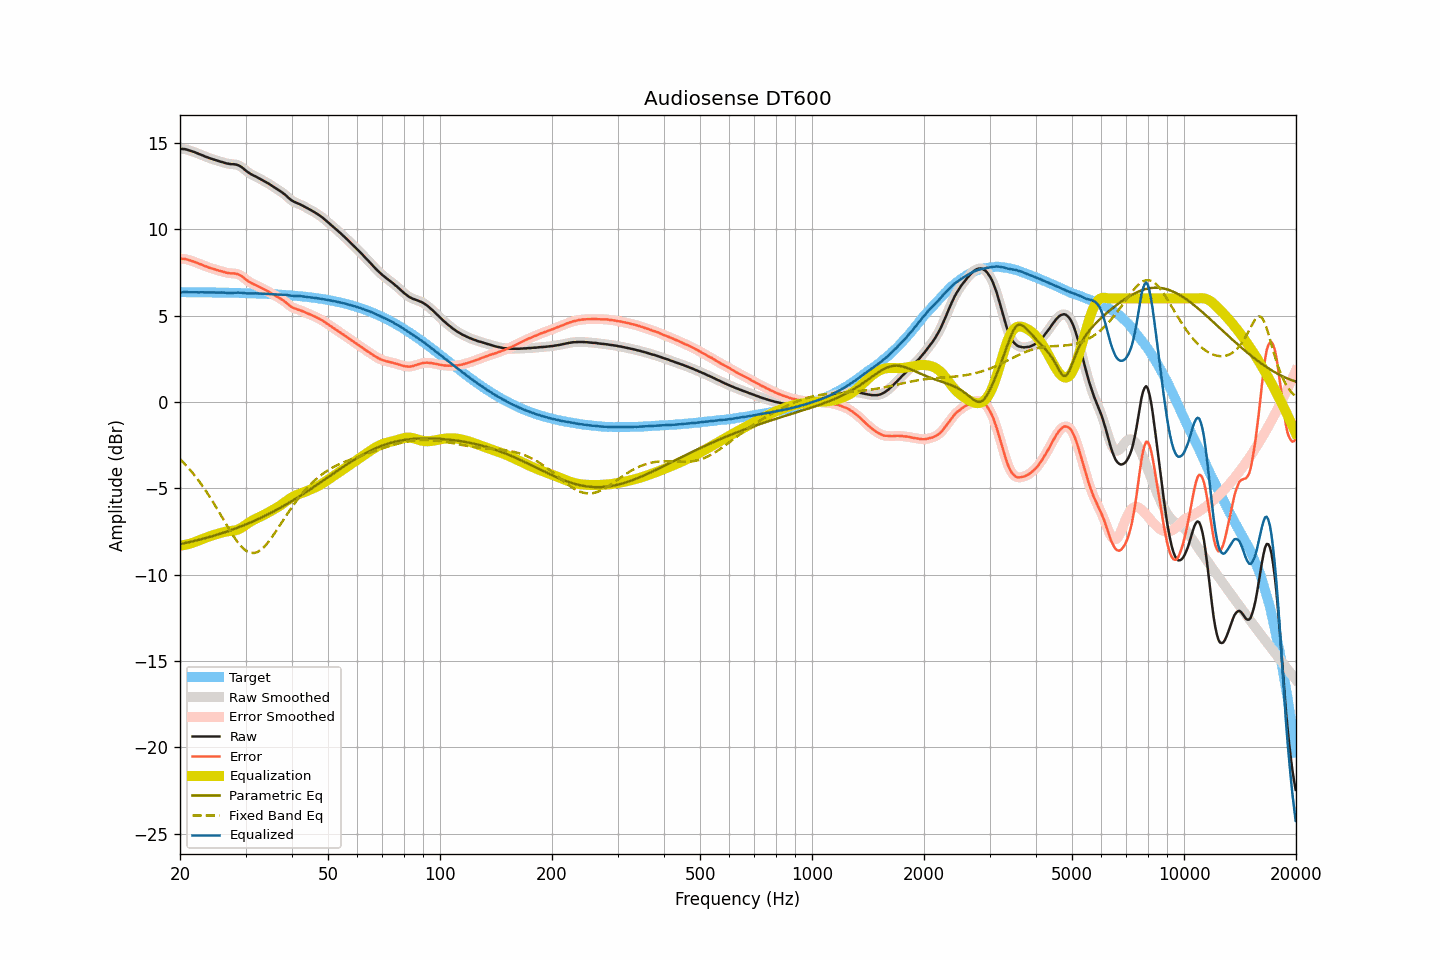 Audiosense DT600
15
10
5
0
−5
−10
−15
−20
−25
Amplitude (dBr)
Target
Raw Smoothed
Error Smoothed
Raw
Error
Equalization
Parametric Eq
Fixed Band Eq
Equalized
20 50 100 200 500 1000 2000 5000 10000 20000
Frequency (Hz)